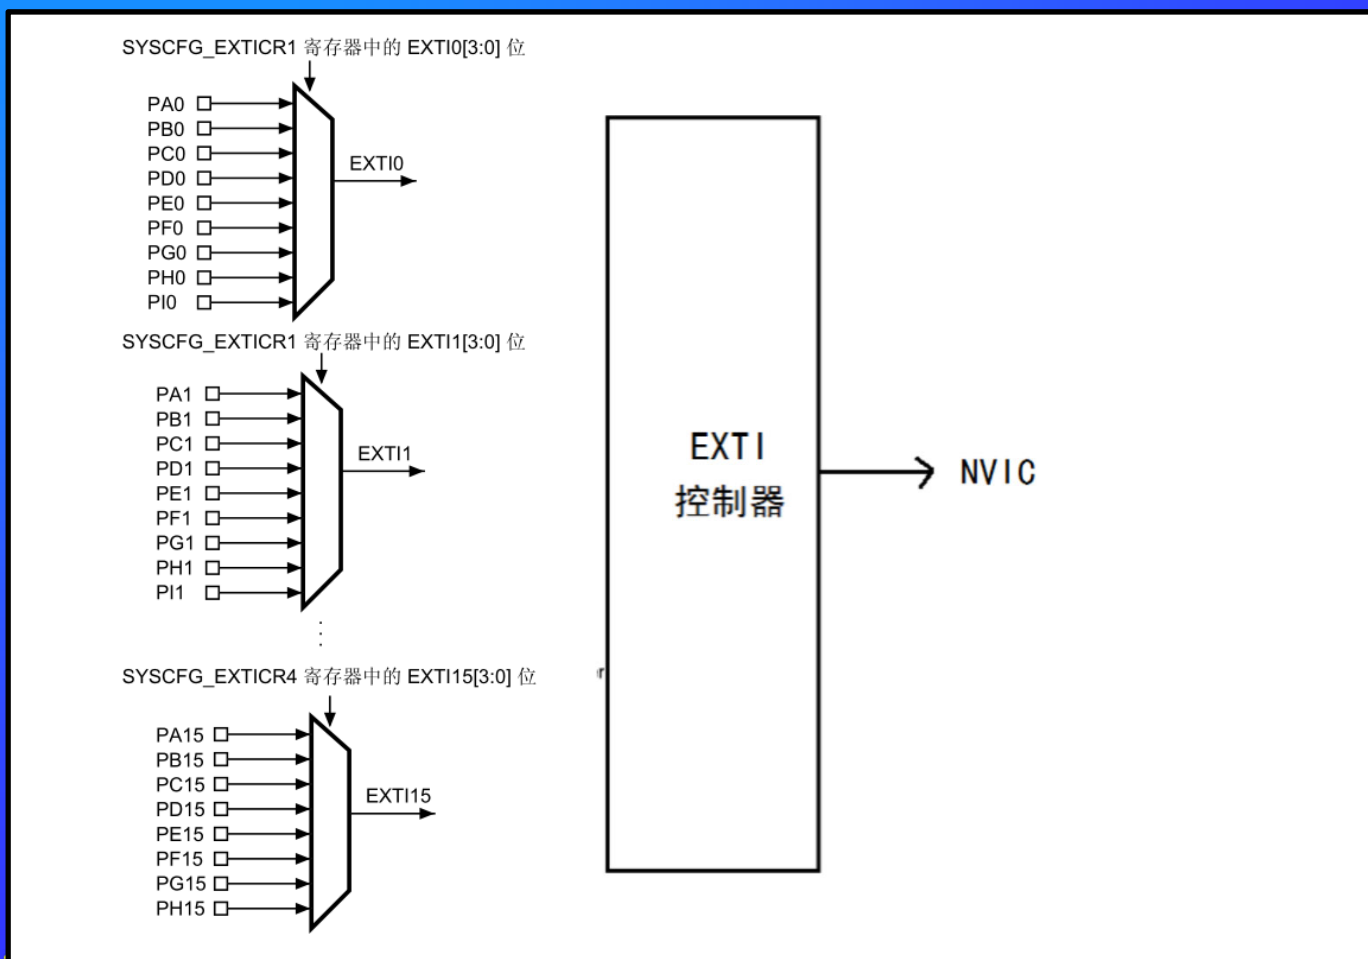 SYSCFG_EXTICR1 寄存器中的 EXTI0[3:0] 位
PA0
PB0
PC0
PD0
PE0
PF0
PG0
PH0
PI0
EXTI0
SYSCFG_EXTICR1 寄存器中的 EXTI1[3:0] 位
PA1
PB1
PC1
PD1
PE1
PF1
PG1
PH1
PI1
EXTI1
SYSCFG_EXTICR4 寄存器中的 EXTI15[3:0] 位
PA15
PB15
PC15
PD15
PE15
PF15
PG15
PH15
EXTI15
EXTI
控制器
NVIC